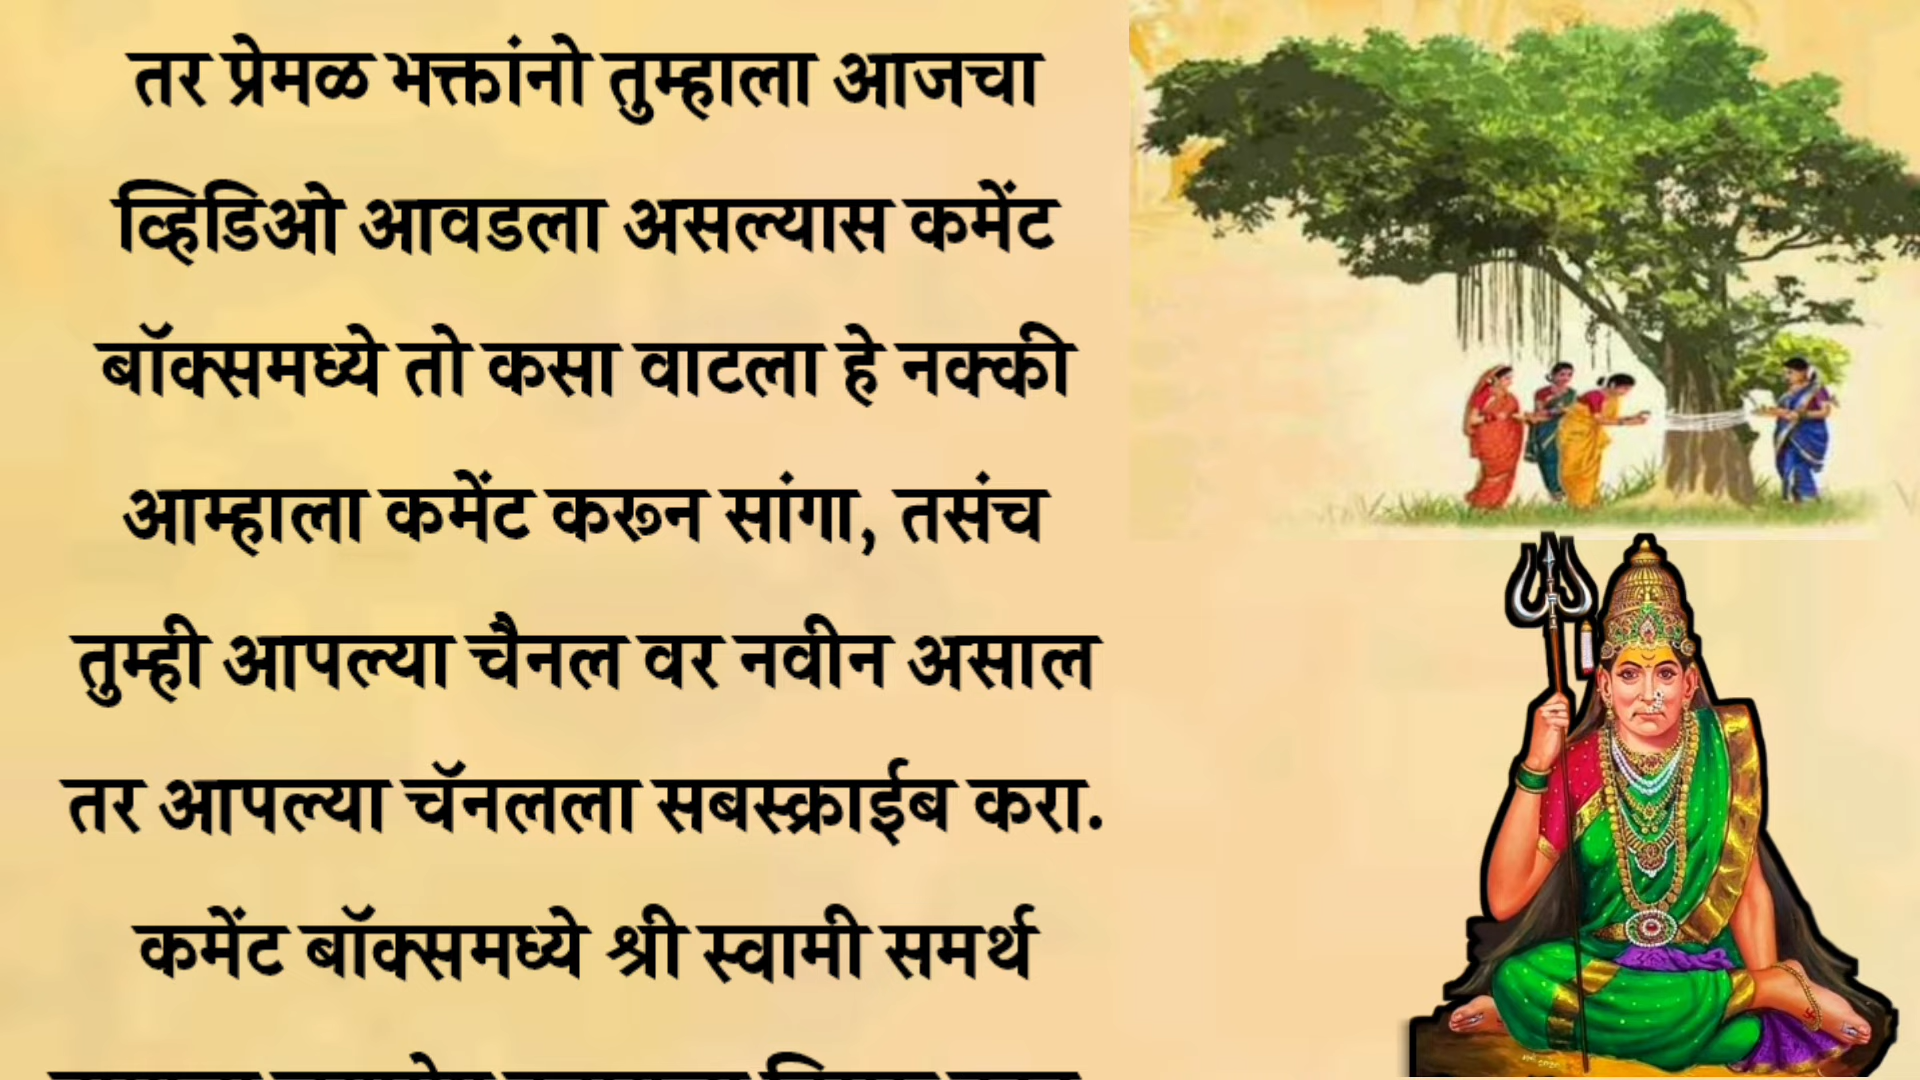 तर प्रेमळ भक्तांनो तुम्हाला आजचा
व्हिडिओ आवडला असल्यास कमेंट
बॉक्समध्ये तो कसा वाटला हे नक्की
आम्हाला कमेंट करून सांगा, तसंच
तुम्ही आपल्या चैनल वर नवीन असाल
तर आपल्या चॅनलला सबस्क्राईब करा.
कमेंट बॉक्समध्ये श्री स्वामी समर्थ